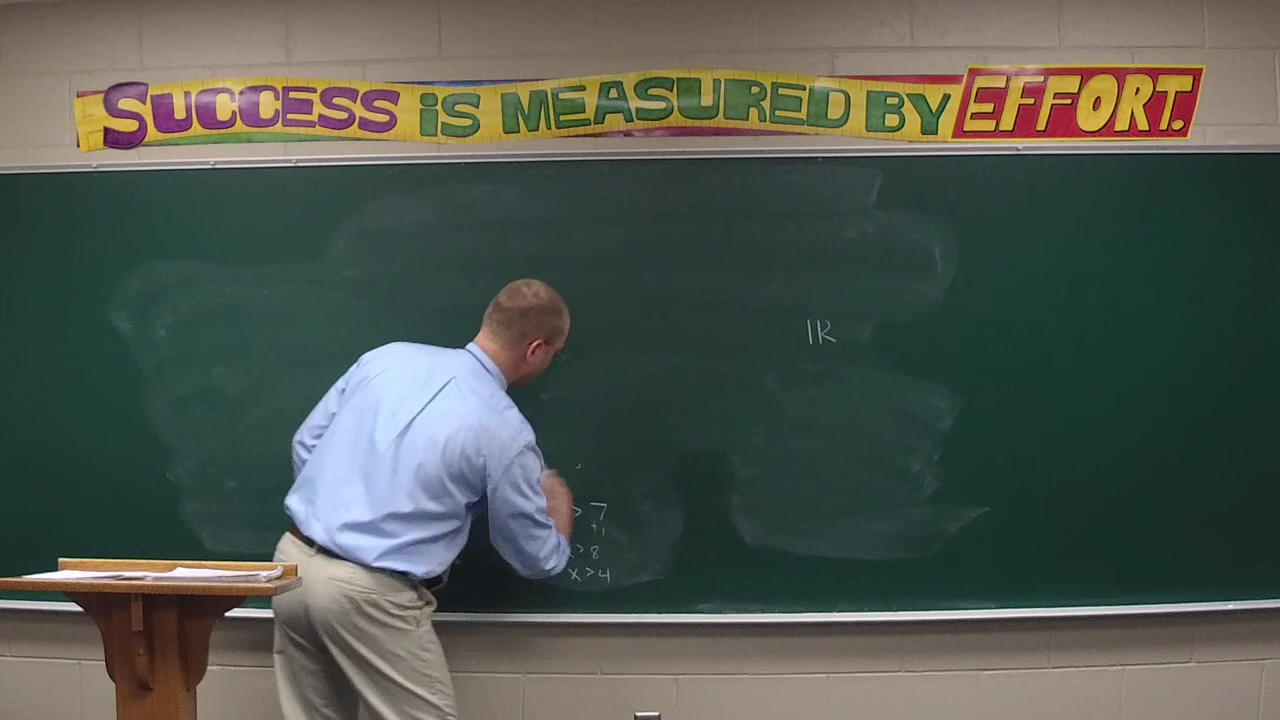 SUCCESS iS MEASURED BY EFFORT.
IR
> 7
+1
> 8
x > 4